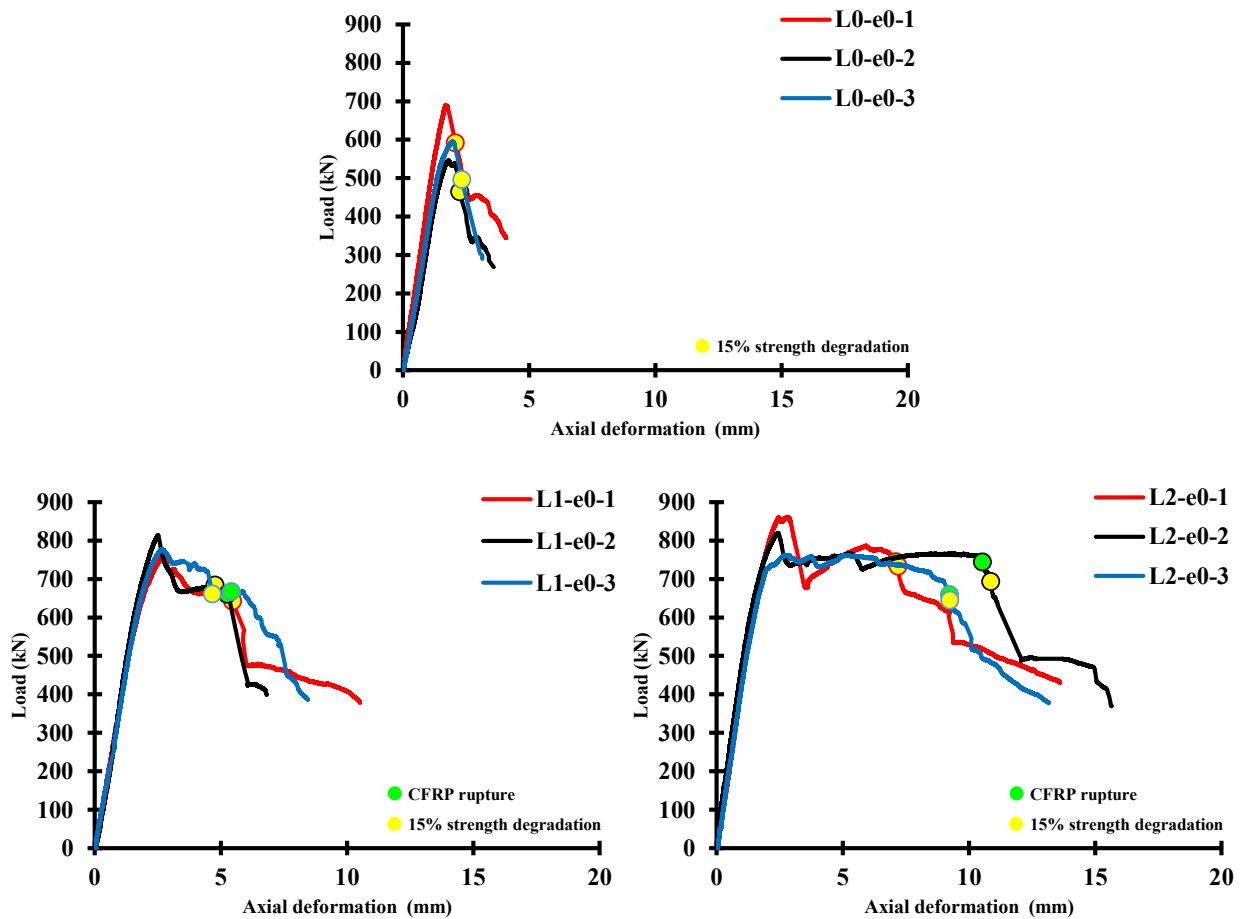 900
800
700
600
500
400
300
200
100
0
Load (kN)
0 5 10 15 20
Axial deformation (mm)
L0-e0-1
L0-e0-2
L0-e0-3
15% strength degradation
900
800
700
600
500
400
300
200
100
0
Load (kN)
0 5 10 15 20
Axial deformation (mm)
L1-e0-1
L1-e0-2
L1-e0-3
CFRP rupture
15% strength degradation
900
800
700
600
500
400
300
200
100
0
Load (kN)
0 5 10 15 20
Axial deformation (mm)
L2-e0-1
L2-e0-2
L2-e0-3
CFRP rupture
15% strength degradation